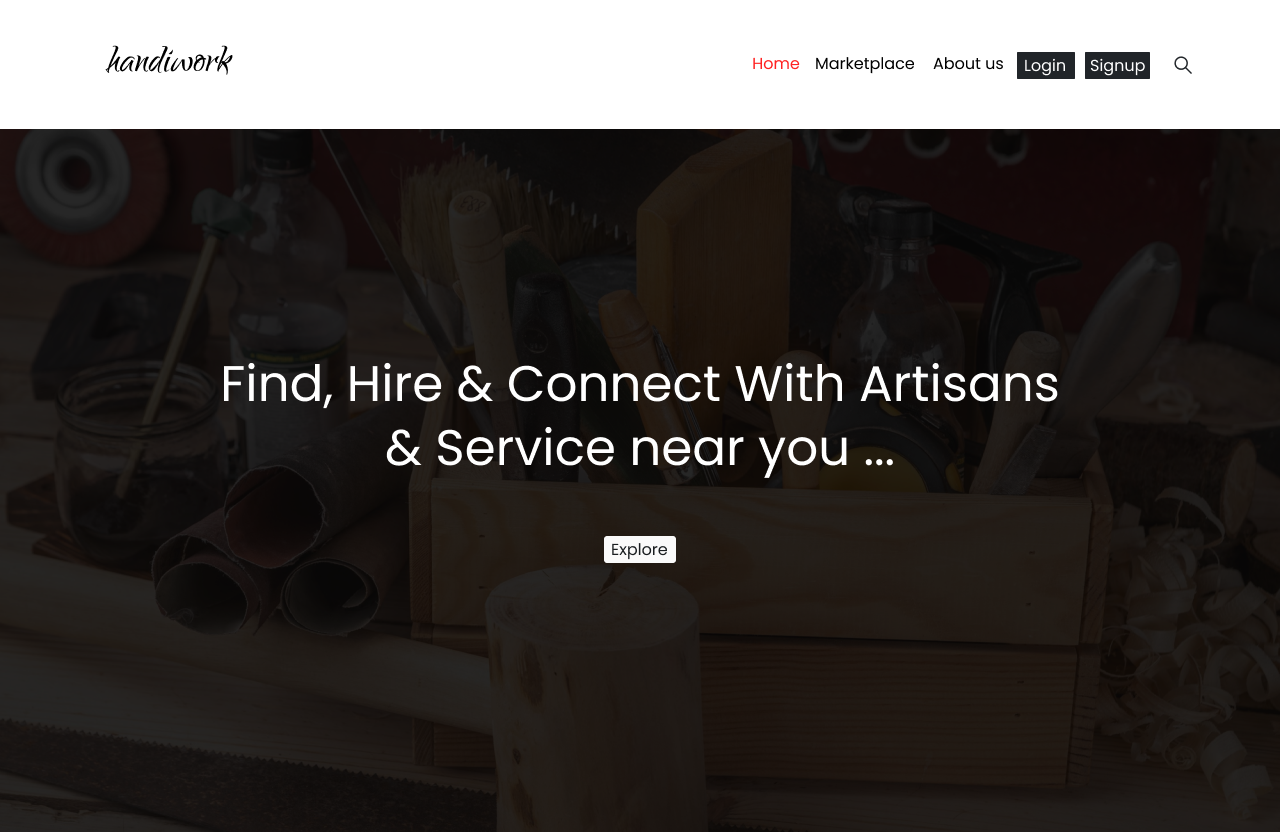 handiwork
Home Marketplace About us Login Signup
Find, Hire & Connect With Artisans
& Service near you ...
Explore